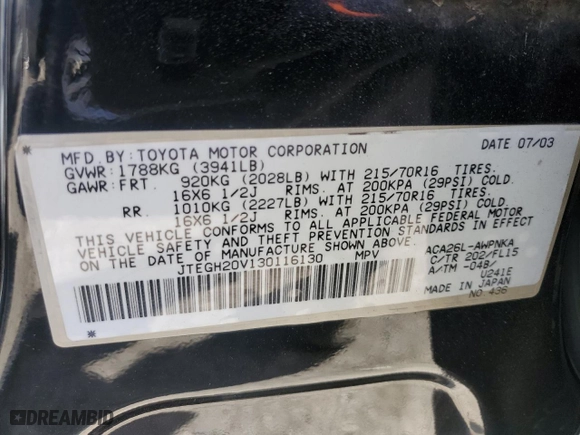 MFD.BY:TOYOTA MOTOR CORPORATION DATE 07/03
GVWR:1788KG (3941LB)
GAWR:FRT. 920KG (2028LB) WITH 215/70R16 TIRES.
16X6 1/2J RIMS. AT 200KPA (29PSI) COLD.
RR. 1010KG (2227LB) WITH 215/70R16 TIRES.
16X6 1/2J RIMS. AT 200KPA (29PSI) COLD.
THIS VEHICLE CONFORMS TO ALL APPLICABLE FEDERAL MOTOR
VEHICLE SAFETY AND THEFT PREVENTION STANDARDS IN EFFECT
ON THE DATE OF MANUFACTURE SHOWN ABOVE.
JTEGH20V130116130 MPV
ACA26L-AWPNKA
C/TR 202/FL15
A/TM -04B/
U241E
MADE IN JAPAN
NO.436
DREAMBID